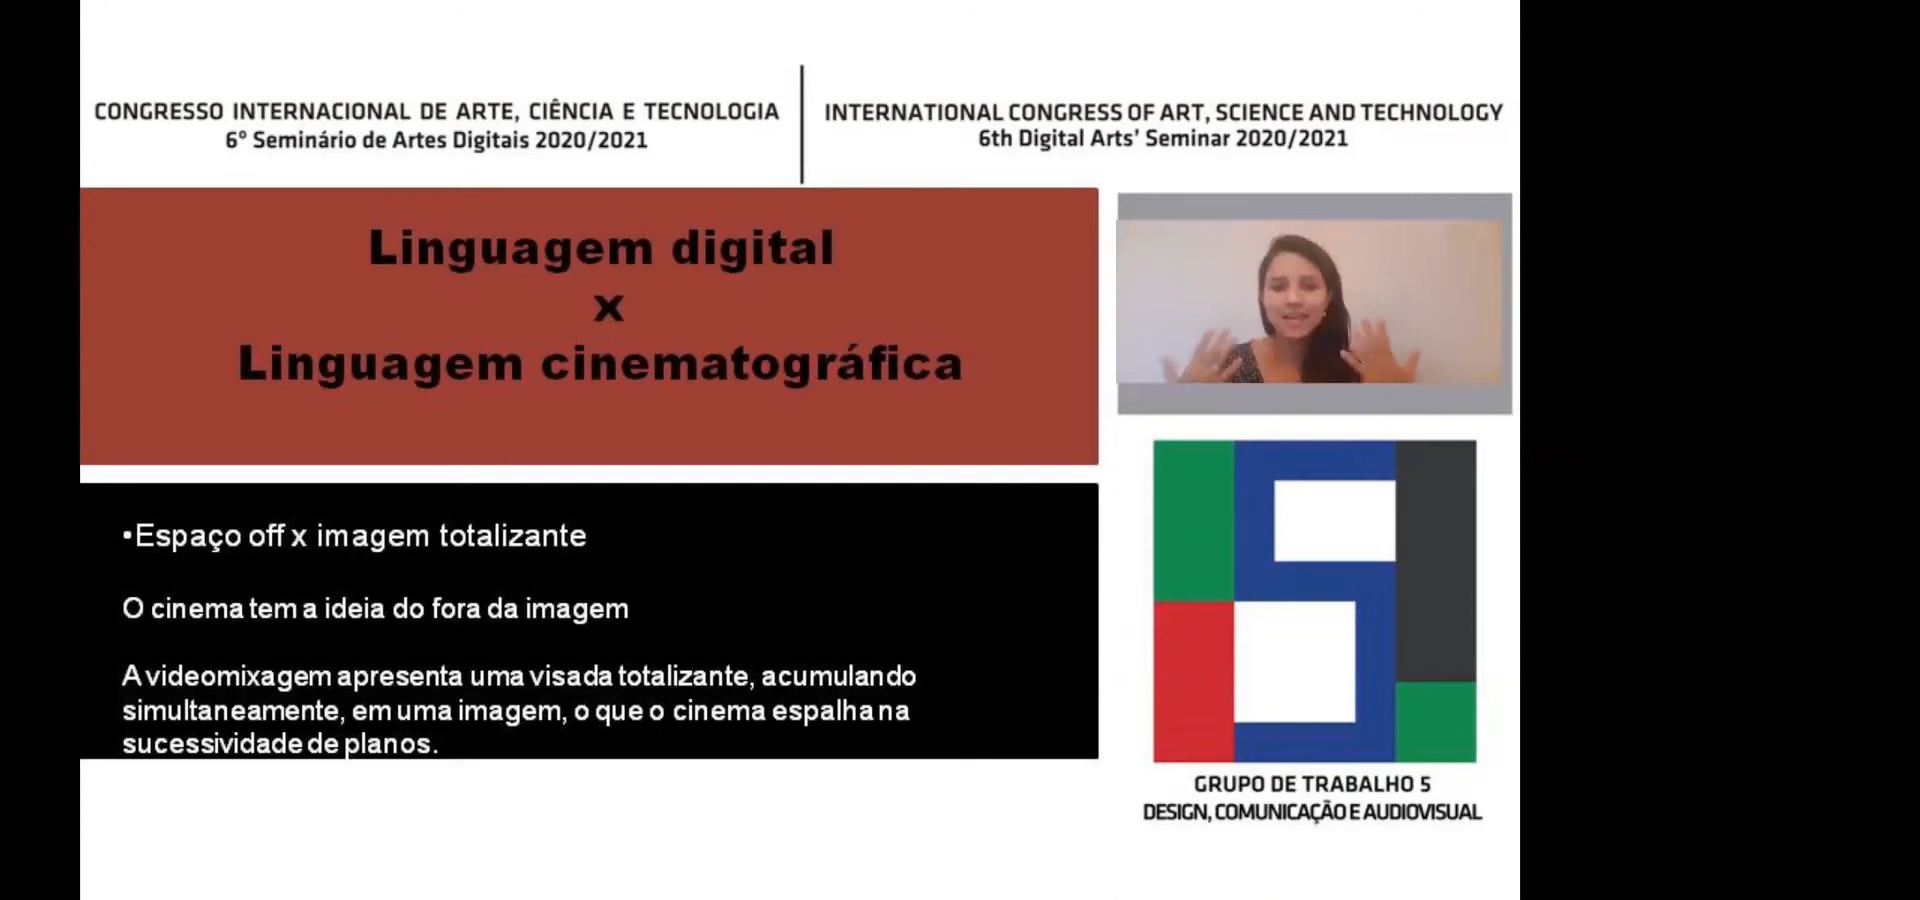 CONGRESSO INTERNACIONAL DE ARTE, CIÊNCIA E TECNOLOGIA
6º Seminário de Artes Digitais 2020/2021
INTERNATIONAL CONGRESS OF ART, SCIENCE AND TECHNOLOGY
6th Digital Arts' Seminar 2020/2021
Linguagem digital
x
Linguagem cinematográfica
•Espaço off x imagem totalizante
O cinema tem a ideia do fora da imagem
A videomixagem apresenta uma visada totalizante, acumulando
simultaneamente, em uma imagem, o que o cinema espalha na
sucessividade de planos.
6
GRUPO DE TRABALHO 5
DESIGN, COMUNICAÇÃO E AUDIOVISUAL